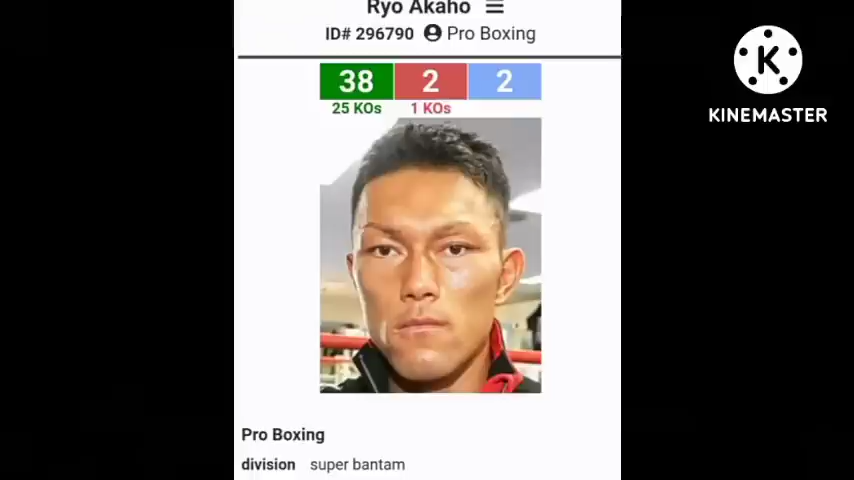 Ryo Akaho
ID# 296790 Pro Boxing
38 2 2
25 KOs 1 KOs
K
KINEMASTER
Pro Boxing
division super bantam